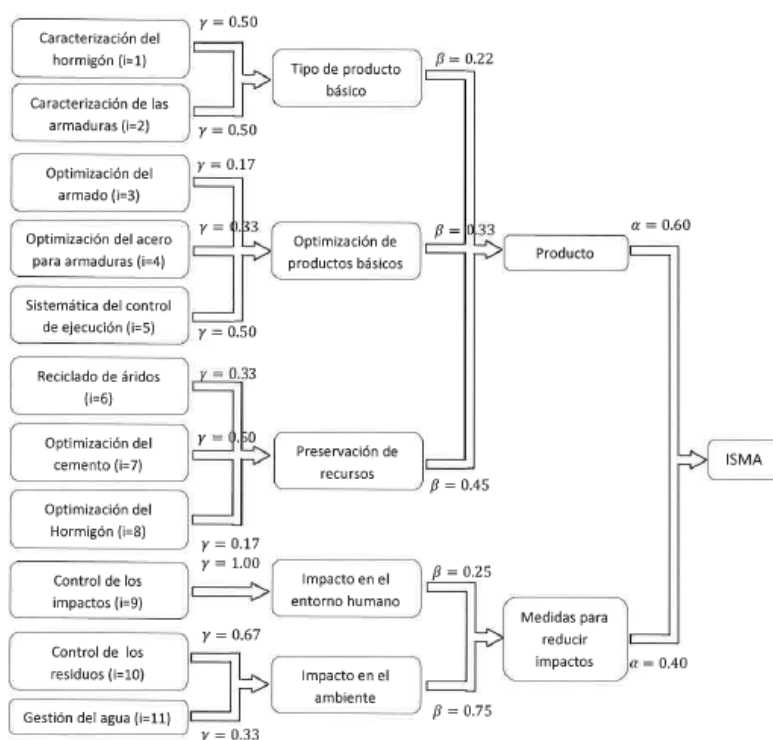 γ = 0.50
Caracterización del
hormigón (i=1)
Caracterización de las
armaduras (i=2)
γ = 0.50
Tipo de producto
básico
β = 0.22
γ = 0.17
Optimización del
armado (i=3)
γ = 0.33
Optimización del acero
para armaduras (i=4)
Sistemática del control
de ejecución (i=5)
γ = 0.50
Optimización de
productos básicos
β = 0.33
Producto
α = 0.60
γ = 0.33
Reciclado de áridos
(i=6)
γ = 0.50
Optimización del
cemento (i=7)
Optimización del
Hormigón (i=8)
γ = 0.17
Preservación de
recursos
β = 0.45
ISMA
γ = 1.00
Control de los
impactos (i=9)
Impacto en el
entorno humano
β = 0.25
γ = 0.67
Control de los
residuos (i=10)
Gestión del agua (i=11)
γ = 0.33
Impacto en el
ambiente
β = 0.75
Medidas para
reducir
impactos
α = 0.40